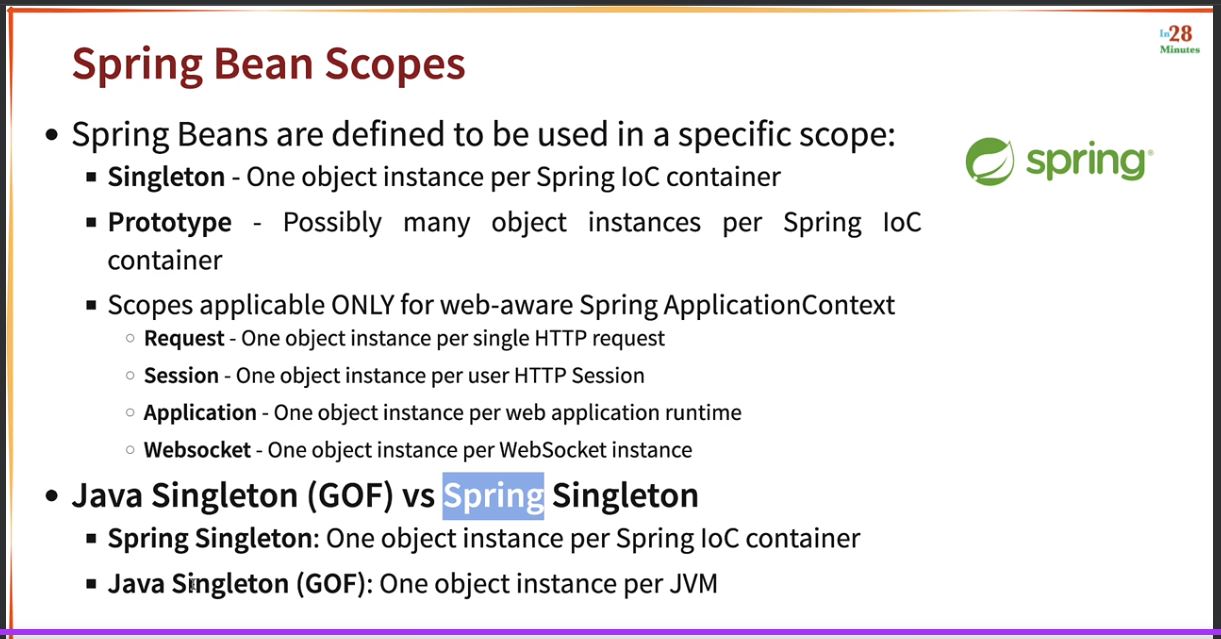 In28
Minutes
Spring Bean Scopes
• Spring Beans are defined to be used in a specific scope:
▪ Singleton - One object instance per Spring IoC container
▪ Prototype - Possibly many object instances per Spring IoC
container
▪ Scopes applicable ONLY for web-aware Spring ApplicationContext
○ Request - One object instance per single HTTP request
○ Session - One object instance per user HTTP Session
○ Application - One object instance per web application runtime
○ Websocket - One object instance per WebSocket instance
• Java Singleton (GOF) vs Spring Singleton
▪ Spring Singleton: One object instance per Spring IoC container
▪ Java Singleton (GOF): One object instance per JVM
spring®